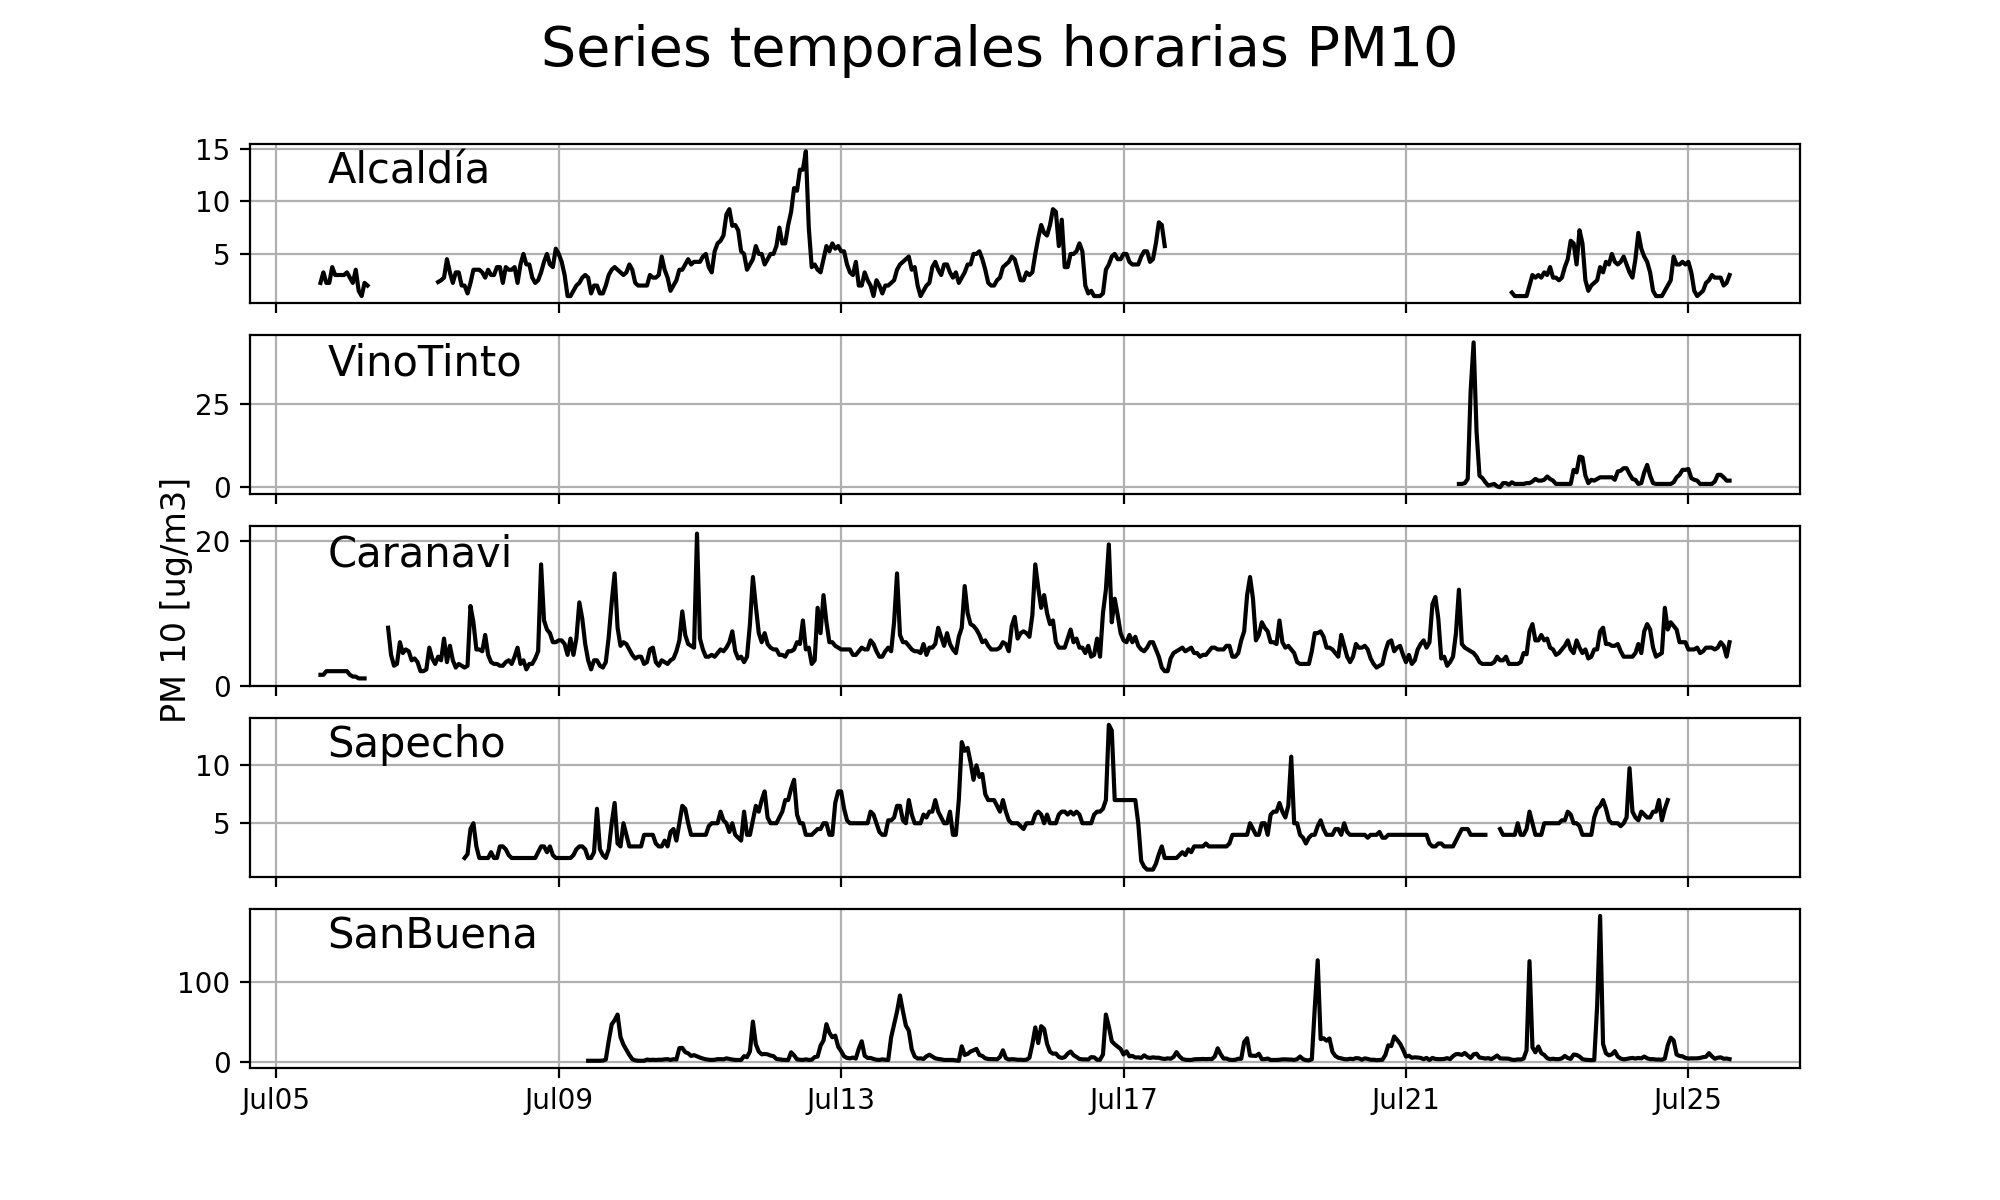 Series temporales horarias PM10
15
Alcaldía
10
5
VinoTinto
25
0
PM 10 [ug/m3]
20
Caranavi
0
Sapecho
10
5
SanBuena
100
0
Jul05 Jul09 Jul13 Jul17 Jul21 Jul25